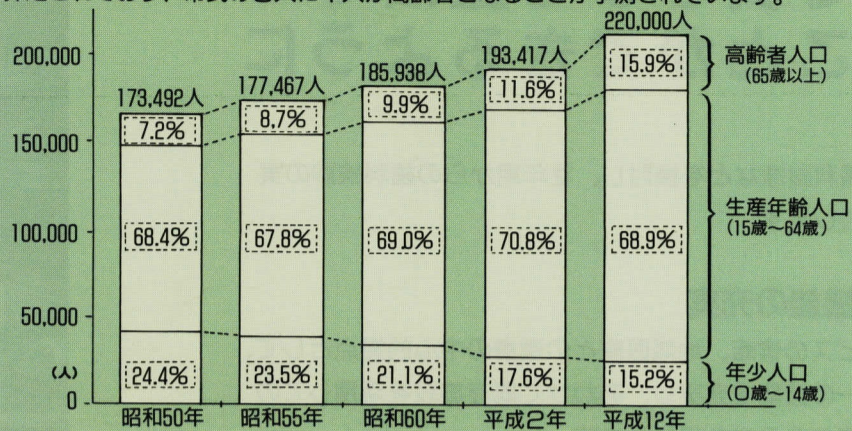 220,000人
193,417人
185,938人
177,467人
173,492人
200,000
150,000
100,000
50,000
(人)
0
7.2%
8.7%
9.9%
11.6%
15.9%
68.4%
67.8%
69.0%
70.8%
68.9%
24.4%
23.5%
21.1%
17.6%
15.2%
高齢者人口
(65歳以上)
生産年齢人口
(15歳〜64歳)
年少人口
(0歳〜14歳)
昭和50年
昭和55年
昭和60年
平成2年
平成12年